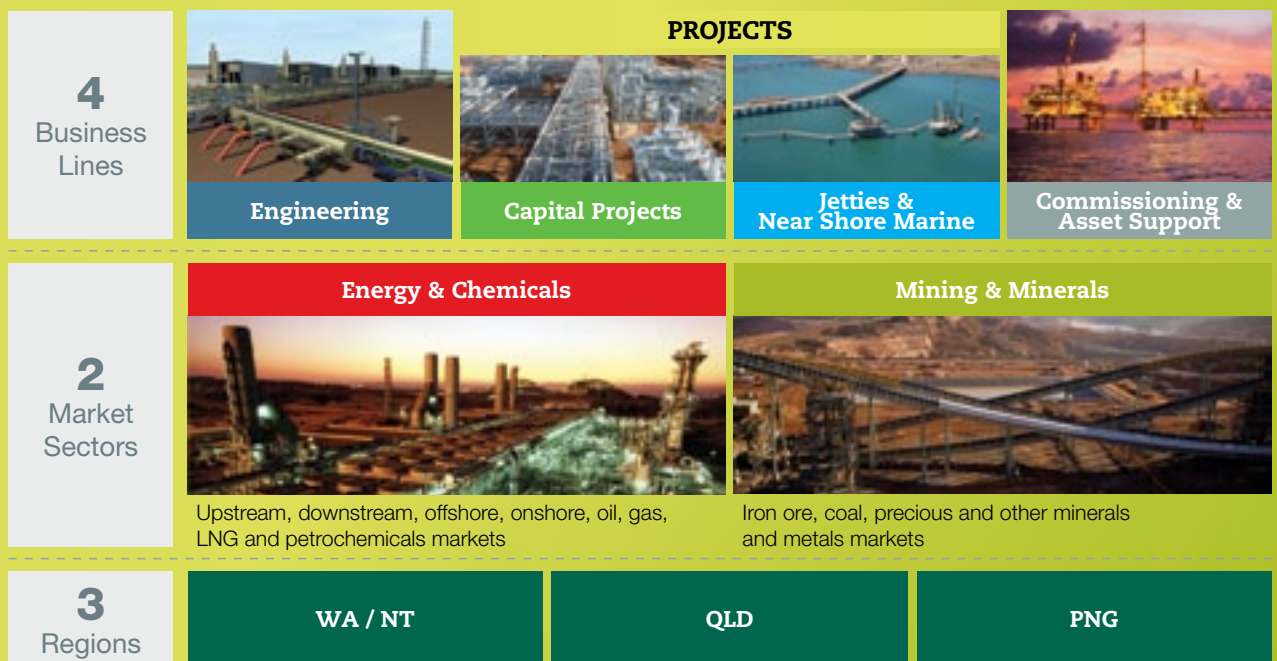 4
Business
Lines
PROJECTS
Engineering
Capital Projects
Jetties &
Near Shore Marine
Commissioning &
Asset Support
2
Market
Sectors
Energy & Chemicals
Mining & Minerals
Upstream, downstream, offshore, onshore, oil, gas,
LNG and petrochemicals markets
Iron ore, coal, precious and other minerals
and metals markets
3
Regions
WA / NT
QLD
PNG